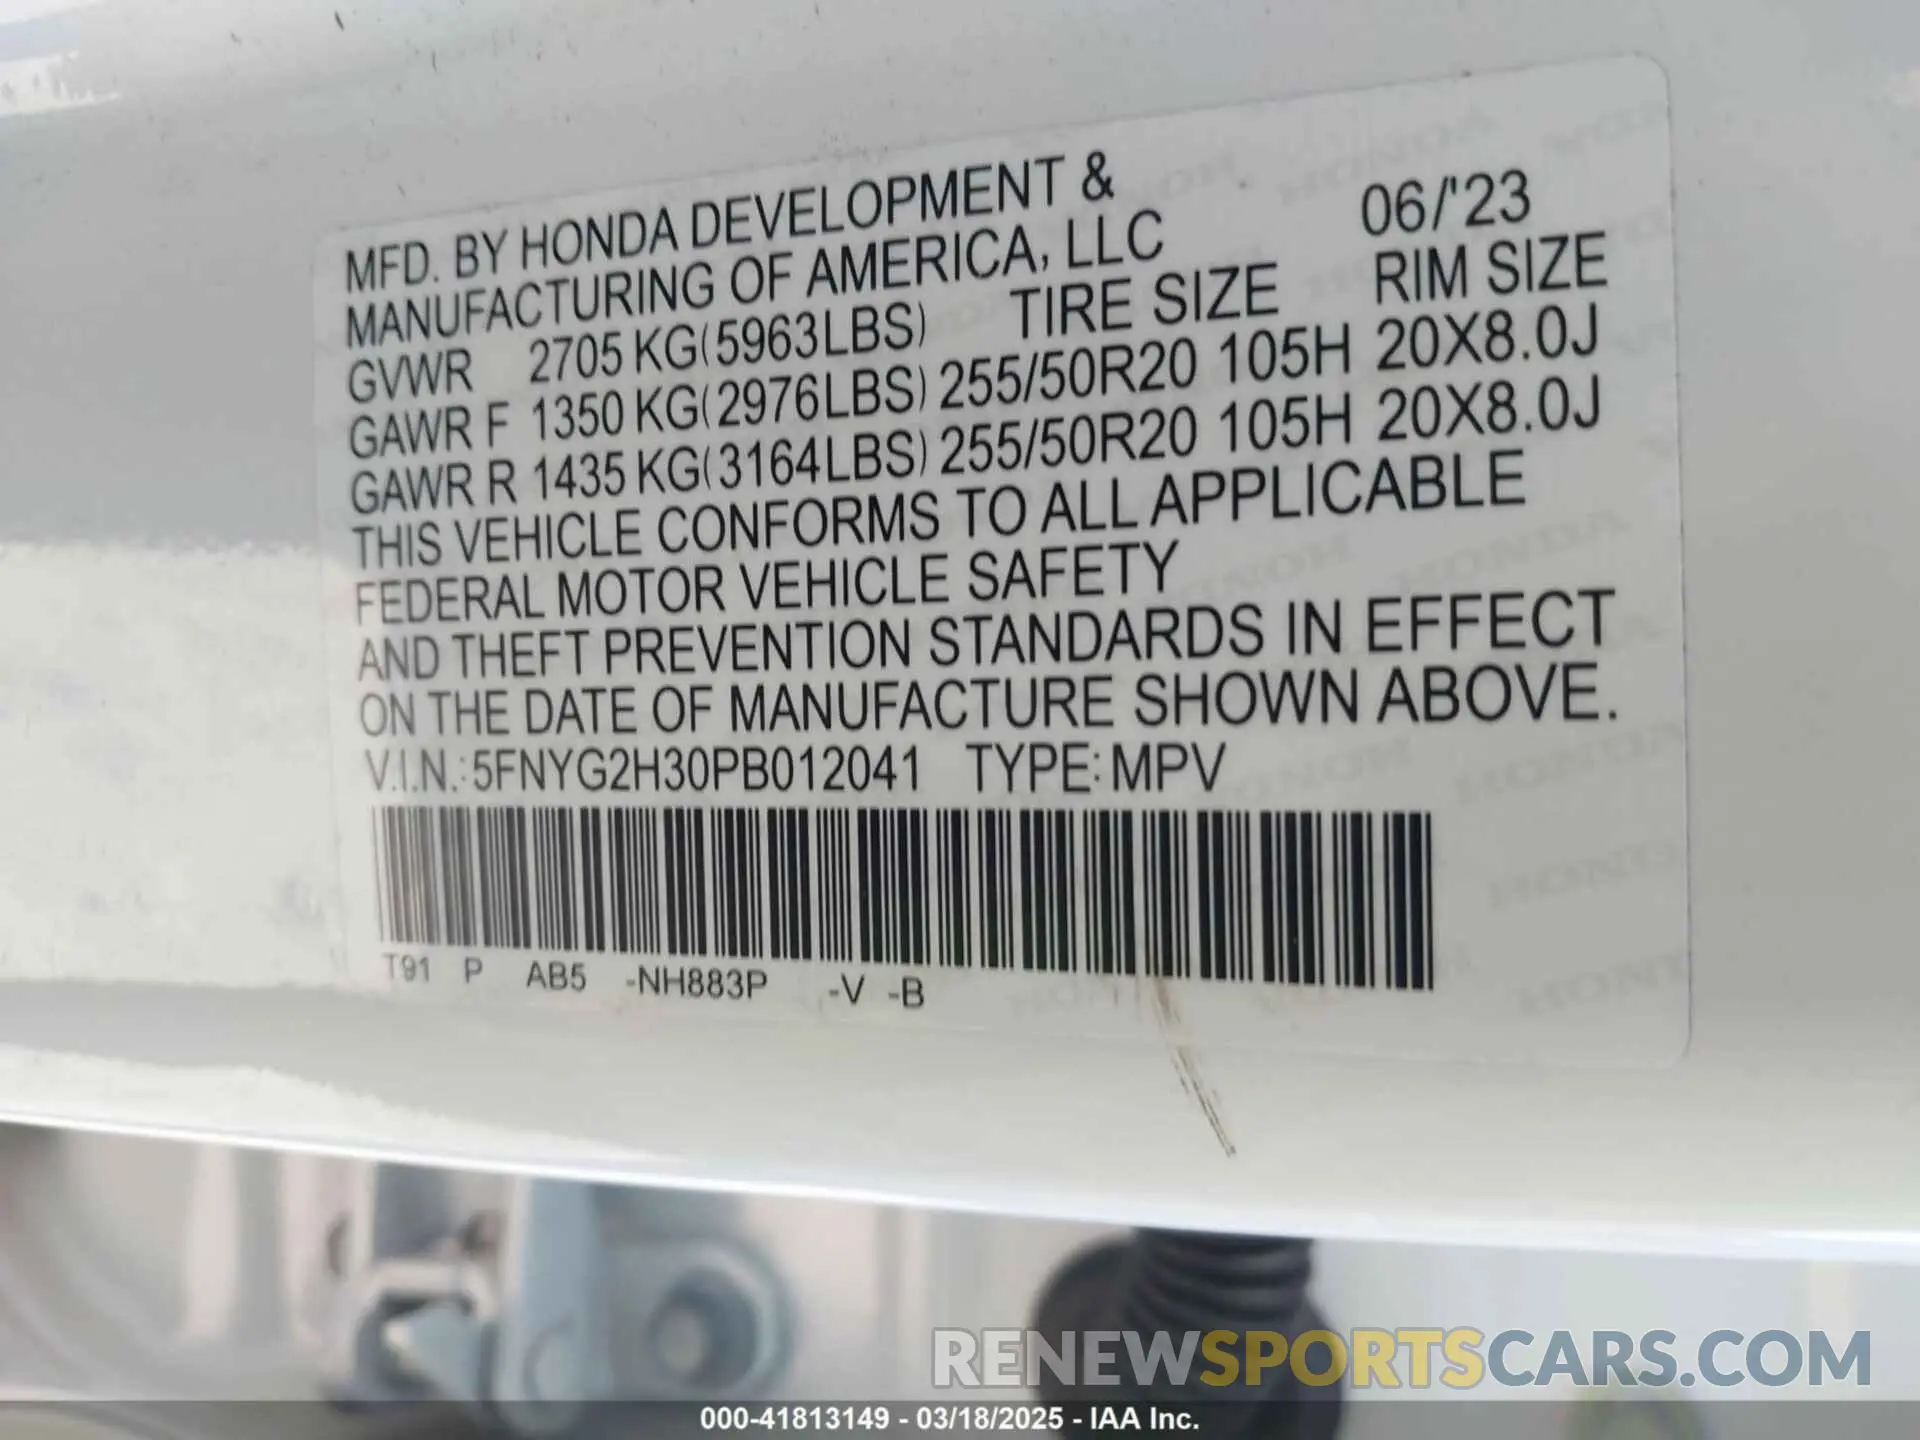 MFD. BY HONDA DEVELOPMENT &
MANUFACTURING OF AMERICA, LLC 06/'23
GVWR 2705 KG(5963LBS) TIRE SIZE RIM SIZE
GAWR F 1350 KG(2976LBS) 255/50R20 105H 20X8.0J
GAWR R 1435 KG(3164LBS) 255/50R20 105H 20X8.0J
THIS VEHICLE CONFORMS TO ALL APPLICABLE
FEDERAL MOTOR VEHICLE SAFETY
AND THEFT PREVENTION STANDARDS IN EFFECT
ON THE DATE OF MANUFACTURE SHOWN ABOVE.
V.I.N.:5FNYG2H30PB012041 TYPE:MPV
T91 P AB5 -NH883P -V -B
RENEWSPORTSCARS.COM
000-41813149 - 03/18/2025 - IAA Inc.